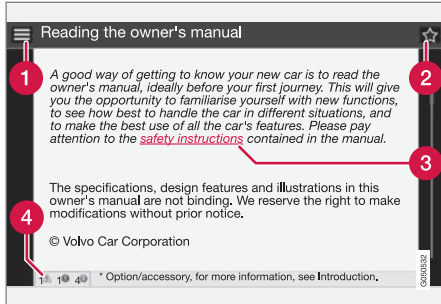 Reading the owner's manual
1
2
A good way of getting to know your new car is to read the
owner's manual, ideally before your first journey. This will give
you the opportunity to familiarise yourself with new functions,
to see how best to handle the car in different situations, and
to make the best use of all the car's features. Please pay
attention to the safety instructions contained in the manual.
3
The specifications, design features and illustrations in this
owner's manual are not binding. We reserve the right to make
modifications without prior notice.
4
© Volvo Car Corporation
1 1 4 * Option/accessory, for more information, see Introduction.
G050532